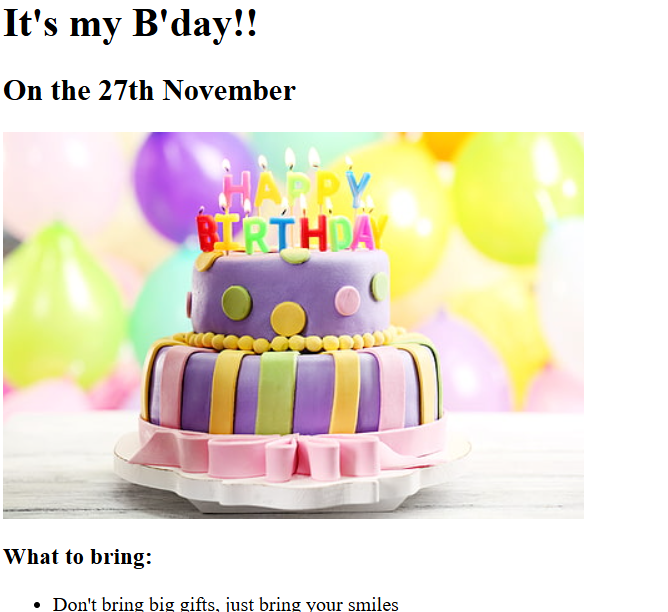 It's my B'day!!
On the 27th November
HAPPY
BIRTHDAY
What to bring:
• Don't bring big gifts, just bring your smiles